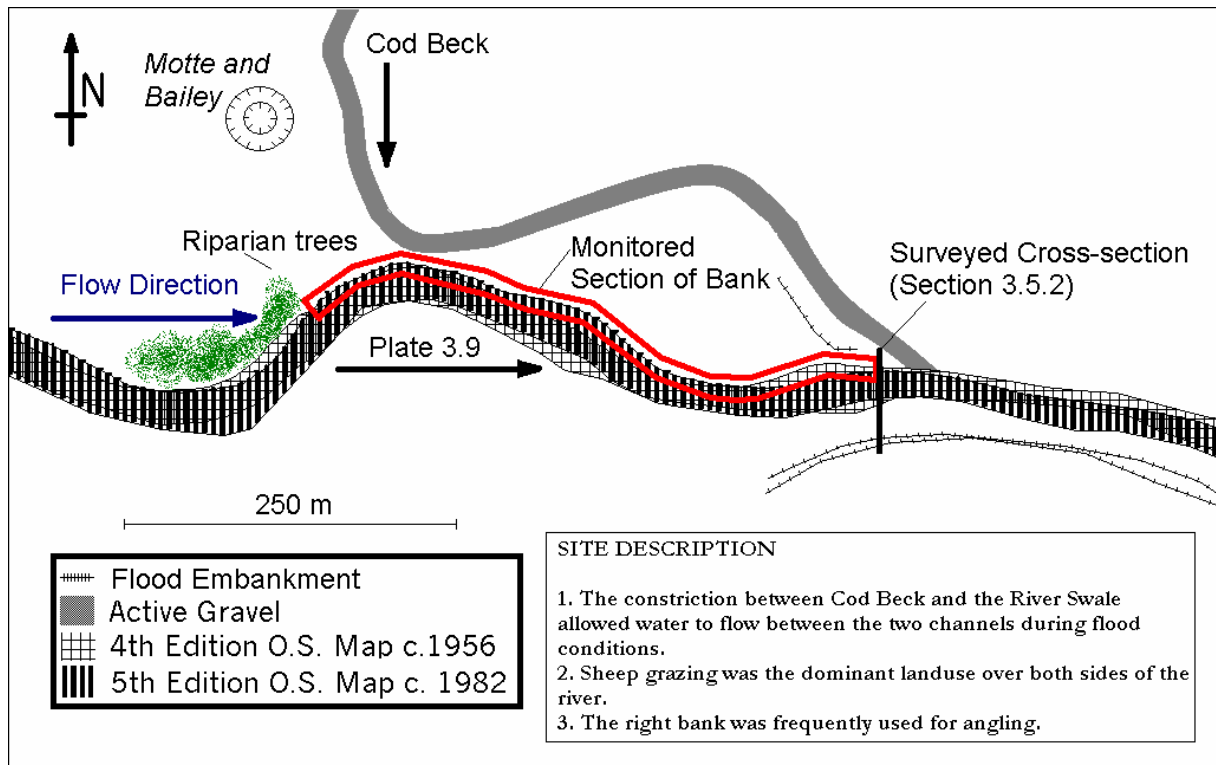 Cod Beck
Motte and
Bailey
N
Riparian trees
Monitored
Section of Bank
Surveyed Cross-section
(Section 3.5.2)
Flow Direction
Plate 3.9
250 m
Flood Embankment
Active Gravel
4th Edition O.S. Map c.1956
5th Edition O.S. Map c. 1982
SITE DESCRIPTION
1. The constriction between Cod Beck and the River Swale
allowed water to flow between the two channels during flood
conditions.
2. Sheep grazing was the dominant landuse over both sides of the
river.
3. The right bank was frequently used for angling.